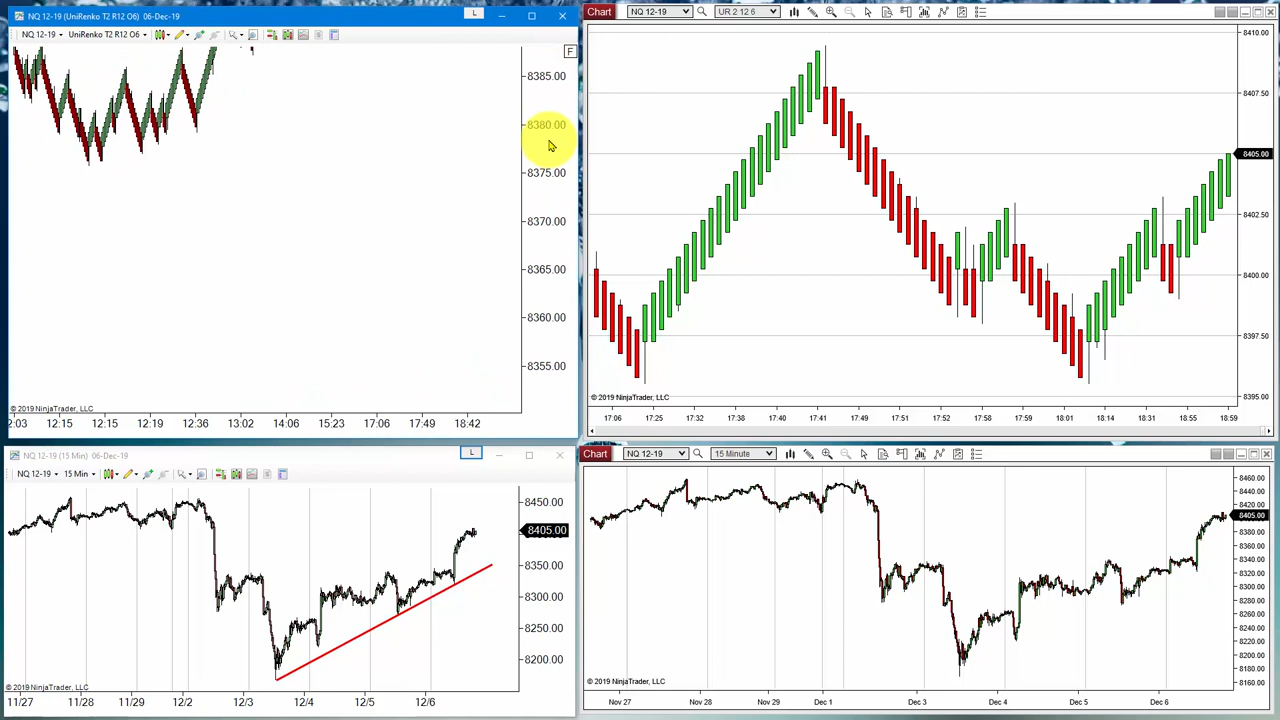 NQ 12-19 (UniRenko T2 R12 O6) 06-Dec-19
L
NQ 12-19 UniRenko T2 R12 O6
F
8385.00
8380.00
8375.00
8370.00
8365.00
8360.00
8355.00
© 2019 NinjaTrader, LLC
2:03 12:15 12:15 12:19 12:36 13:02 14:06 15:23 17:06 17:49 18:42
Chart NQ 12-19 UR 2 12 6
8410.00
8407.50
8405.00
8402.50
8400.00
8397.50
8395.00
© 2019 NinjaTrader, LLC
17:06 17:25 17:32 17:38 17:40 17:41 17:49 17:52 17:59 18:01 18:14 18:31 18:55 18:59
NQ 12-19 (15 Min) 06-Dec-19
L
NQ 12-19 15 Min
8450.00
8405.00
8350.00
8300.00
8250.00
8200.00
© 2019 NinjaTrader, LLC
11/27 11/28 11/29 12/2 12/3 12/4 12/5 12/6
Chart NQ 12-19 15 Minute
8460.00
8440.00
8420.00
8405.00
8380.00
8360.00
8340.00
8320.00
8300.00
8280.00
8260.00
8240.00
8220.00
8200.00
8180.00
8160.00
© 2019 NinjaTrader, LLC
Nov 27 Nov 28 Nov 29 Dec 1 Dec 3 Dec 4 Dec 5 Dec 6